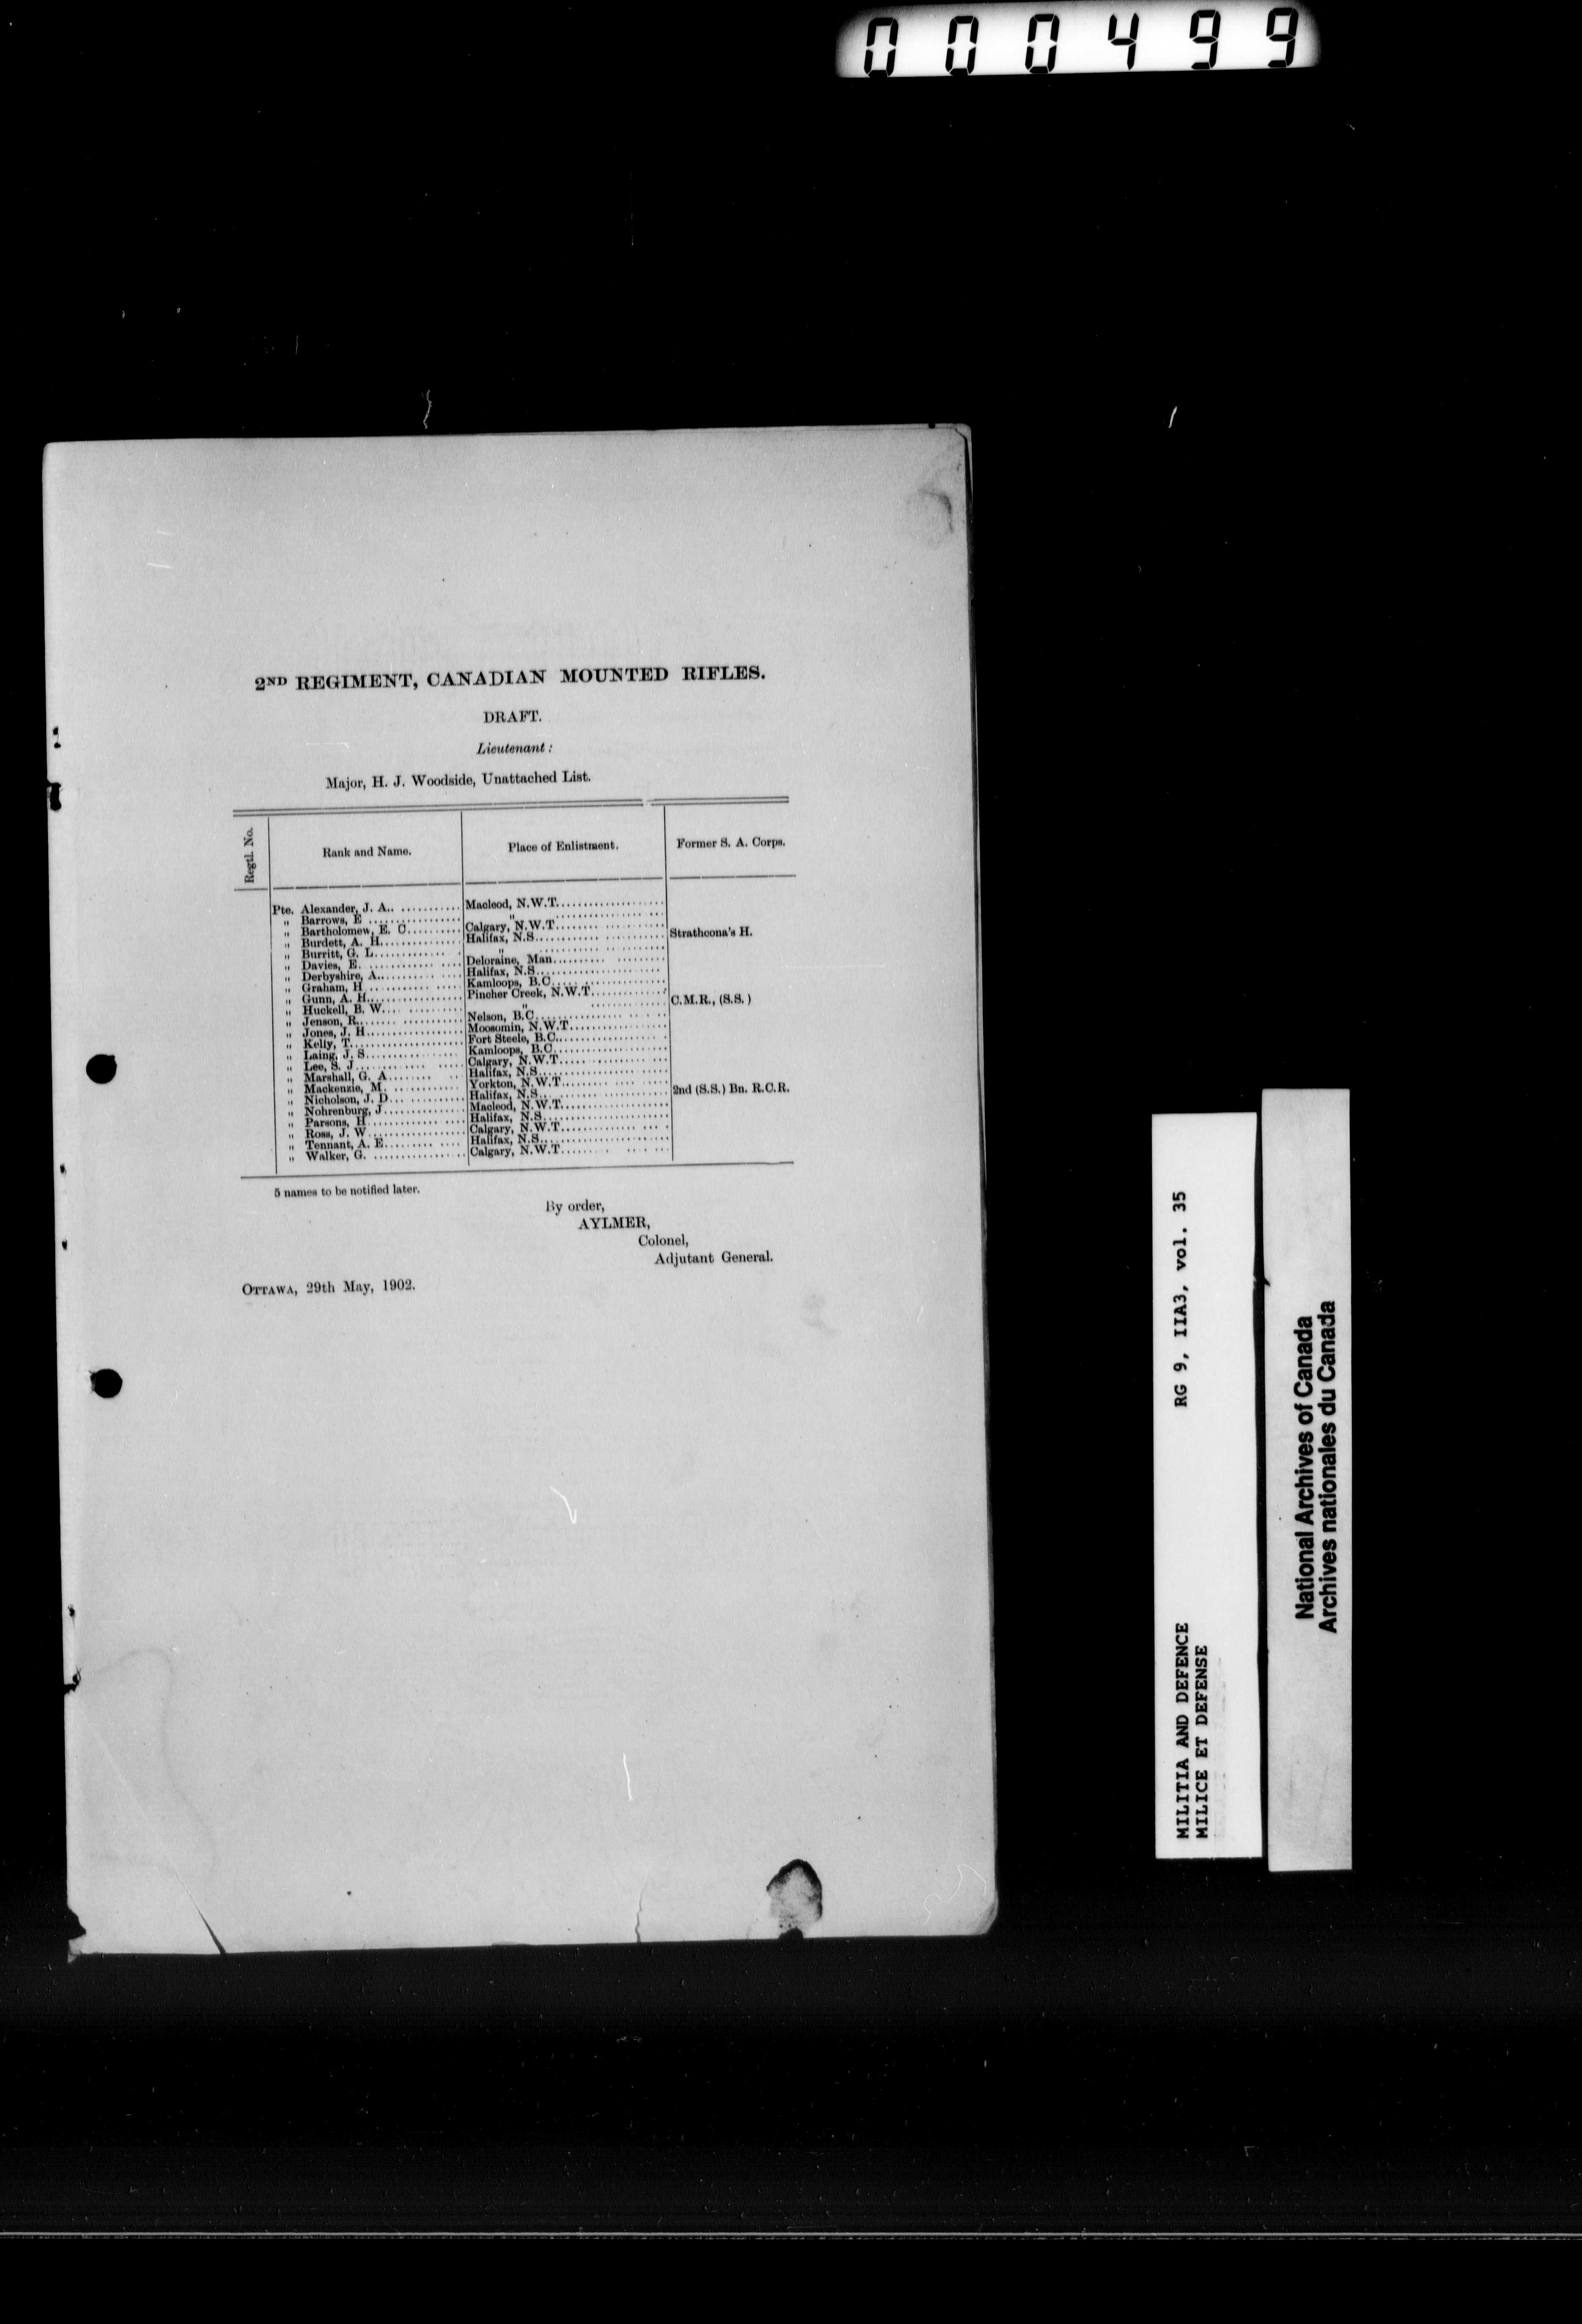 000499
2ND REGIMENT, CANADIAN MOUNTED RIFLES.
DRAFT.
Lieutenant :
Major, H. J. Woodside, Unattached List.
Regtl. No. Rank and Name. Place of Enlistment. Former S. A. Corps.
Pte. Alexander, J. A. Macleod, N.W.T.
" Barrows, E. "
" Bartholomew, E. C. Calgary, N.W.T.
" Burdett, A. H. Halifax, N.S. Strathcona's H.
" Burritt, G. L. "
" Davies, E. Deloraine, Man.
" Derbyshire, A. Halifax, N.S.
" Graham, H. Kamloops, B.C.
" Gunn, A. H. Pincher Creek, N.W.T.
" Huckell, B. W. " C.M.R., (S.S.)
" Jenson, R. Nelson, B.C.
" Jones, J. H. Moosomin, N.W.T.
" Kelly, T. Fort Steele, B.C.
" Laing, J. S. Kamloops, B.C.
" Lee, S. J. Calgary, N.W.T.
" Marshall, G. A. Halifax, N.S.
" Mackenzie, M. Yorkton, N.W.T.
" Nicholson, J. D. Halifax, N.S. 2nd (S.S.) Bn. R.C.R.
" Nohrenburg, J. Macleod, N.W.T.
" Parsons, H. Halifax, N.S.
" Ross, J. W. Calgary, N.W.T.
" Tennant, A. E. Halifax, N.S.
" Walker, G. Calgary, N.W.T.
5 names to be notified later.
By order,
AYLMER,
Colonel,
Adjutant General.
OTTAWA, 29th May, 1902.
MILITIA AND DEFENCE RG 9, IIA3, vol. 35
MILICE ET DEFENSE
National Archives of Canada
Archives nationales du Canada